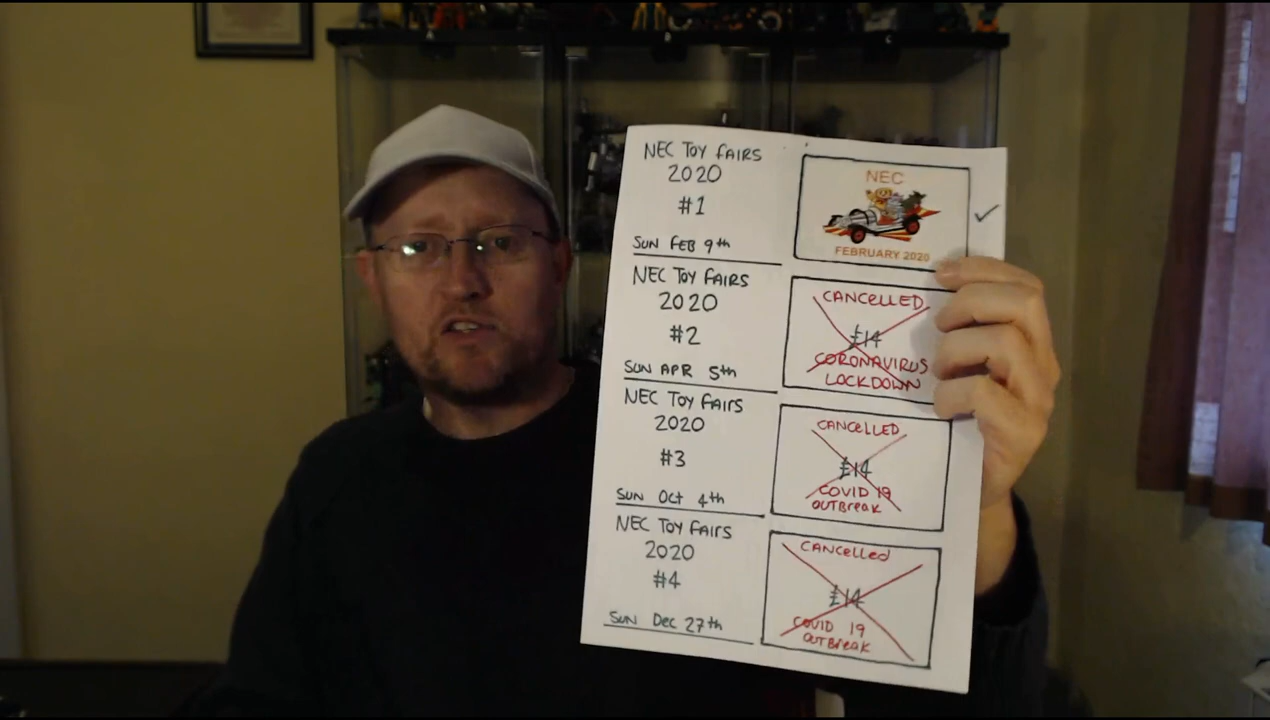 NEC TOY FAIRS
2020
#1
SUN FEB 9th
NEC
FEBRUARY 2020
NEC TOY FAIRS
2020
#2
SUN APR 5th
CANCELLED
£14
CORONAVIRUS
LOCKDOWN
NEC TOY FAIRS
2020
#3
SUN OCT 4th
CANCELLED
£14
COVID 19
OUTBREAK
NEC TOY FAIRS
2020
#4
SUN DEC 27th
CANCELLED
£14
COVID 19
OUTBREAK